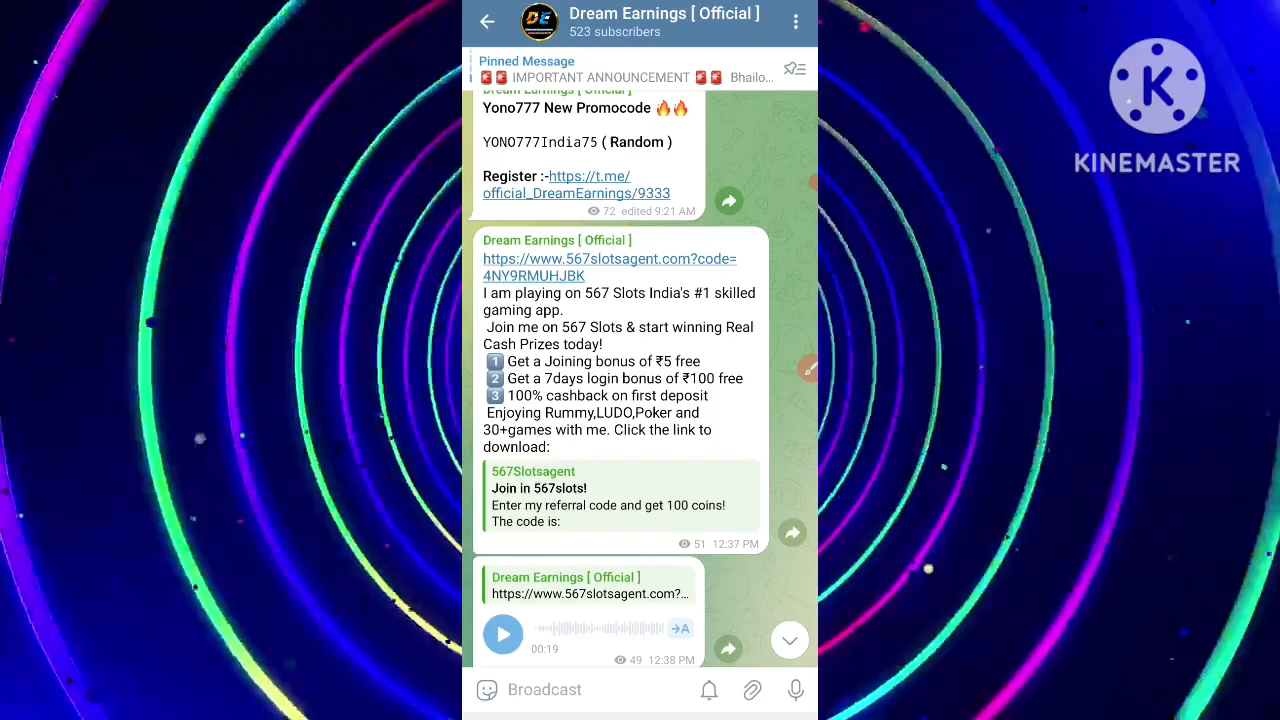 Dream Earnings [ Official ]
523 subscribers
Pinned Message
🚨🚨 IMPORTANT ANNOUNCEMENT 🚨🚨 Bhailo...
Dream Earnings [ Official ]
Yono777 New Promocode 🔥🔥
YONO777India75 ( Random )
Register :-https://t.me/
official_DreamEarnings/9333
72 edited 9:21 AM
Dream Earnings [ Official ]
https://www.567slotsagent.com?code=
4NY9RMUHJBK
I am playing on 567 Slots India's #1 skilled
gaming app.
Join me on 567 Slots & start winning Real
Cash Prizes today!
1️⃣ Get a Joining bonus of ₹5 free
2️⃣ Get a 7days login bonus of ₹100 free
3️⃣ 100% cashback on first deposit
Enjoying Rummy,LUDO,Poker and
30+games with me. Click the link to
download:
567Slotsagent
Join in 567slots!
Enter my referral code and get 100 coins!
The code is:
51 12:37 PM
Dream Earnings [ Official ]
https://www.567slotsagent.com?...
→A
00:19
49 12:38 PM
Broadcast
K
KINEMASTER
DE